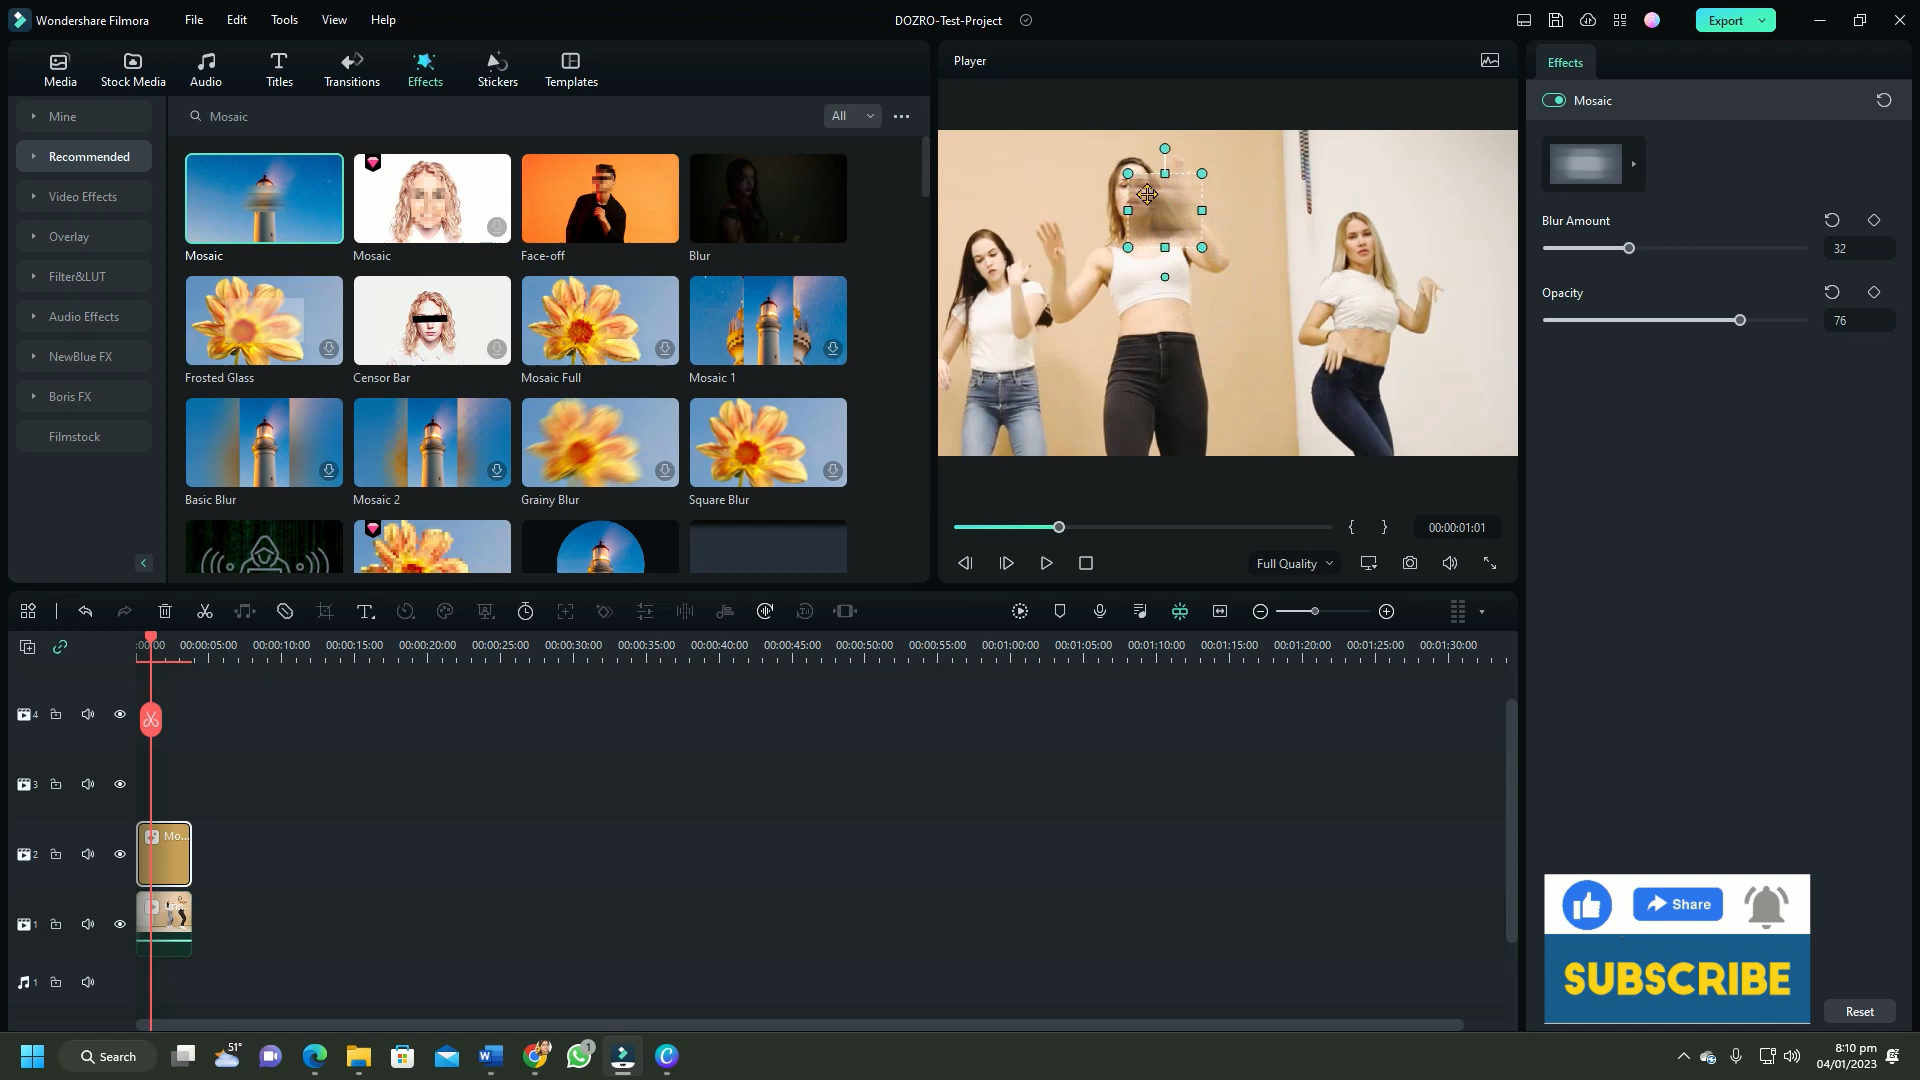 Wondershare Filmora
File
Edit
Tools
View
Help
DOZRO-Test-Project
Export
Media
Stock Media
Audio
Titles
Transitions
Effects
Stickers
Templates
Player
Effects
Mine
Recommended
Video Effects
Overlay
Filter&LUT
Audio Effects
NewBlue FX
Boris FX
Filmstock
Mosaic
All
Mosaic
Mosaic
Face-off
Blur
Frosted Glass
Censor Bar
Mosaic Full
Mosaic 1
Basic Blur
Mosaic 2
Grainy Blur
Square Blur
Mosaic
Blur Amount
32
Opacity
76
{ }
00:00:01:01
Full Quality
:00:00
00:00:05:00
00:00:10:00
00:00:15:00
00:00:20:00
00:00:25:00
00:00:30:00
00:00:35:00
00:00:40:00
00:00:45:00
00:00:50:00
00:00:55:00
00:01:00:00
00:01:05:00
00:01:10:00
00:01:15:00
00:01:20:00
00:01:25:00
00:01:30:00
4
3
2
Mo...
1
1
Share
SUBSCRIBE
Reset
Search
51°
1
8:10 pm
04/01/2023